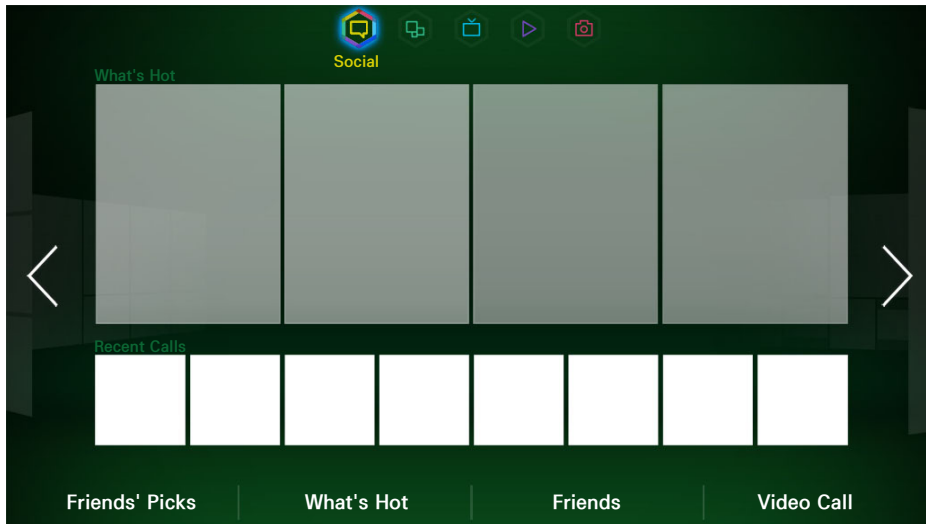 Social
What's Hot
Recent Calls
Friends' Picks
What's Hot
Friends
Video Call